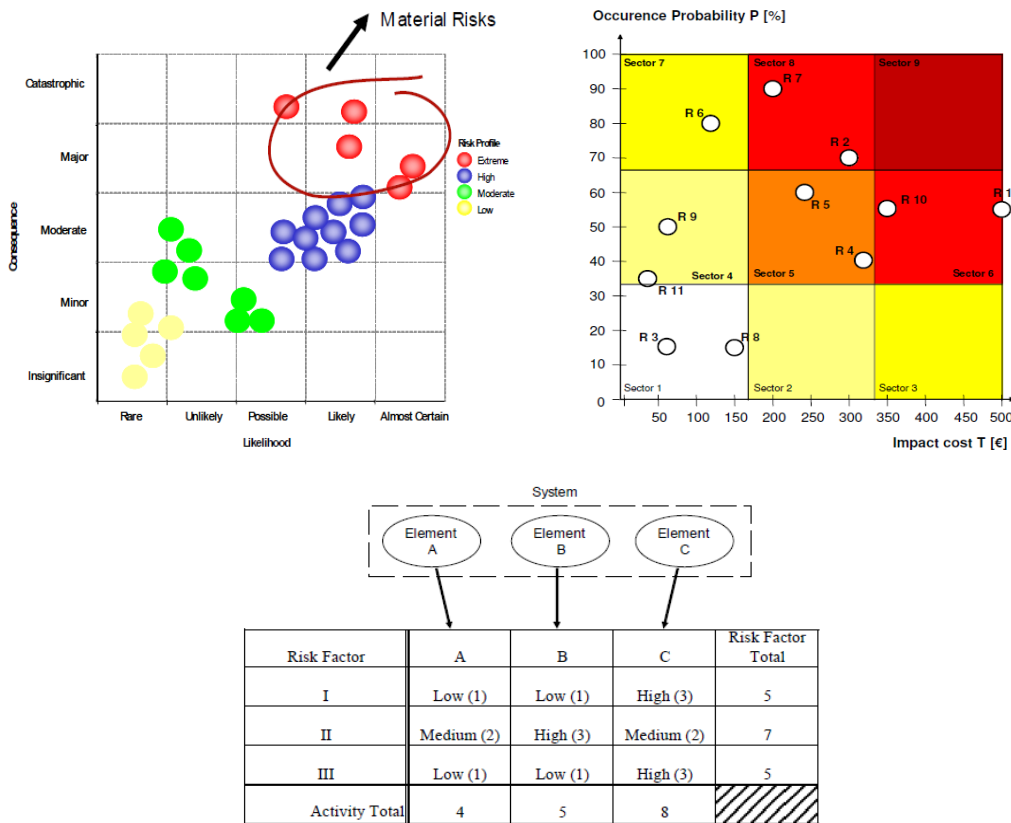 Material Risks
Catastrophic
Major
Moderate
Minor
Insignificant
Consequence
Rare
Unlikely
Possible
Likely
Almost Certain
Likelihood
Risk Profile
Extreme
High
Moderate
Low
Occurence Probability P [%]
100
90
80
70
60
50
40
30
20
10
0
Sector 7
Sector 8
Sector 9
R 7
R 6
R 2
R 5
R 10
R 1
R 9
R 4
Sector 4
Sector 5
Sector 6
R 11
R 3
R 8
Sector 1
Sector 2
Sector 3
50
100
150
200
250
300
350
400
450
500
Impact cost T [€]
System
Element
A
Element
B
Element
C
Risk Factor
A
B
C
Risk Factor
Total
I
Low (1)
Low (1)
High (3)
5
II
Medium (2)
High (3)
Medium (2)
7
III
Low (1)
Low (1)
High (3)
5
Activity Total
4
5
8